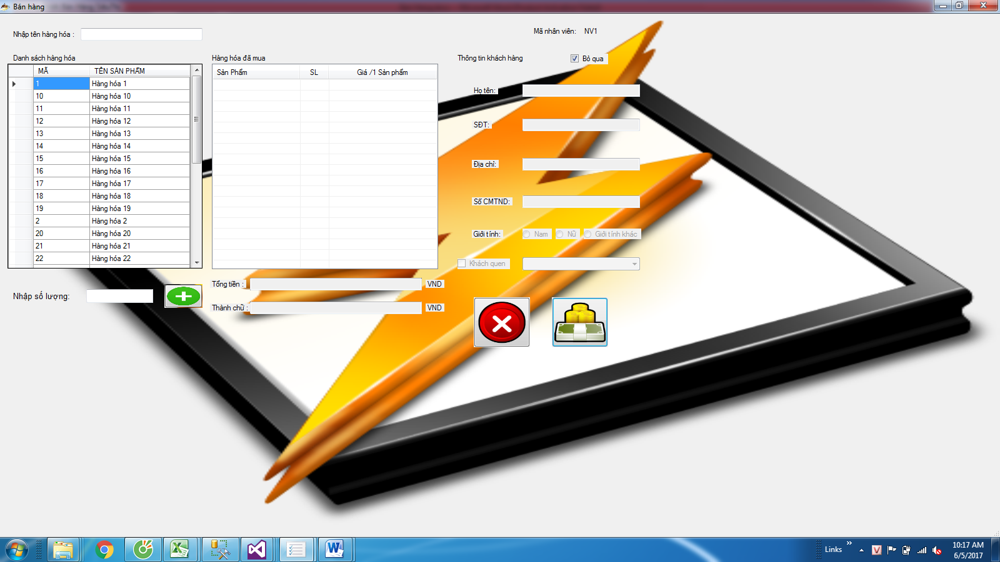 Bán hàng
Nhập tên hàng hóa :
Mã nhân viên: NV1
Danh sách hàng hóa
Hàng hóa đã mua
Thông tin khách hàng
Bỏ qua
MÃ TÊN SẢN PHẨM
1 Hàng hóa 1
10 Hàng hóa 10
11 Hàng hóa 11
12 Hàng hóa 12
13 Hàng hóa 13
14 Hàng hóa 14
15 Hàng hóa 15
16 Hàng hóa 16
17 Hàng hóa 17
18 Hàng hóa 18
19 Hàng hóa 19
2 Hàng hóa 2
20 Hàng hóa 20
21 Hàng hóa 21
22 Hàng hóa 22
Sản Phẩm SL Giá /1 Sản phẩm
Họ tên:
SĐT:
Địa chỉ:
Số CMTND:
Giới tính: Nam Nữ Giới tính khác
Khách quen
Tổng tiền : VND
Thành chữ : VND
Nhập số lượng:
Links
10:17 AM
6/5/2017